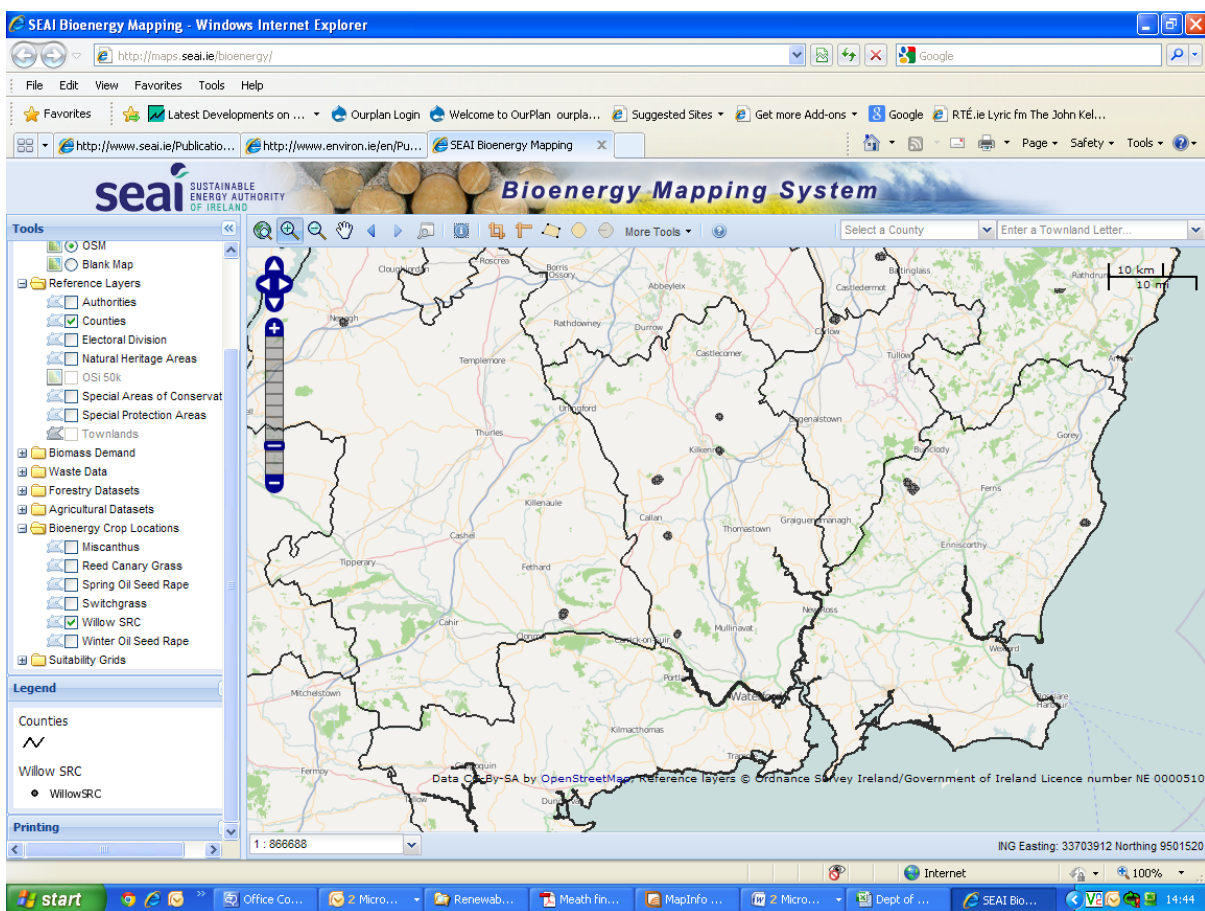 SEAI Bioenergy Mapping - Windows Internet Explorer
http://maps.seai.ie/bioenergy/
Google
File Edit View Favorites Tools Help
Favorites Latest Developments on ... Ourplan Login Welcome to OurPlan ourpla... Suggested Sites Get more Add-ons Google RTÉ.ie Lyric fm The John Kel...
http://www.seai.ie/Publicatio... http://www.environ.ie/en/Pu... SEAI Bioenergy Mapping X Page Safety Tools
seai SUSTAINABLE ENERGY AUTHORITY OF IRELAND
Bioenergy Mapping System
Tools
More Tools
Select a County
Enter a Townland Letter...
OSM
Blank Map
Reference Layers
Authorities
Counties
Electoral Division
Natural Heritage Areas
OSi 50k
Special Areas of Conservat
Special Protection Areas
Townlands
Biomass Demand
Waste Data
Forestry Datasets
Agricultural Datasets
Bioenergy Crop Locations
Miscanthus
Reed Canary Grass
Spring Oil Seed Rape
Switchgrass
Willow SRC
Winter Oil Seed Rape
Suitability Grids
Legend
Counties
Willow SRC
WillowSRC
Printing
10 km
10 mi
Cloughjordan
Roscrea
Borris
Ossory
Abbeyleix
Baltinglass
Rathdrum
Castledermot
Nenagh
Rathdowney
Durrow
Carlow
Templemore
Castlecomer
Tullow
Arklow
Urlingford
Bagenalstown
Thurles
Gorey
Kilkenny
Bunclody
Ferns
Killenaule
Callan
Thomastown
Graiguenamanagh
Cashel
Enniscorthy
Tipperary
Fethard
New Ross
Cahir
Clonmel
Mullinavat
Carrick-on-Suir
Wexford
Mitchelstown
Portlaw
Waterford
Rosslare
Harbour
Kilmacthomas
Tramore
Fermoy
Cappoquin
Tallow
Dungarvan
Data CC-By-SA by OpenStreetMap, Reference layers © Ordnance Survey Ireland/Government of Ireland Licence number NE 0000510
1 : 866688
ING Easting: 33703912 Northing 9501520
Internet
100%
start
Office Co...
2 Micro...
Renewab...
Meath fin...
MapInfo ...
2 Micro...
Dept of ...
SEAI Bio...
14:44